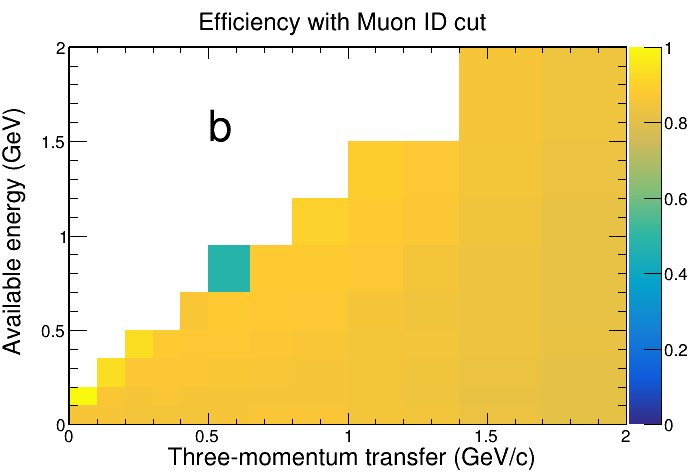 Efficiency with Muon ID cut
b
Available energy (GeV)
2
1.5
1
0.5
0
0 0.5 1 1.5 2
Three-momentum transfer (GeV/c)
1
0.8
0.6
0.4
0.2
0